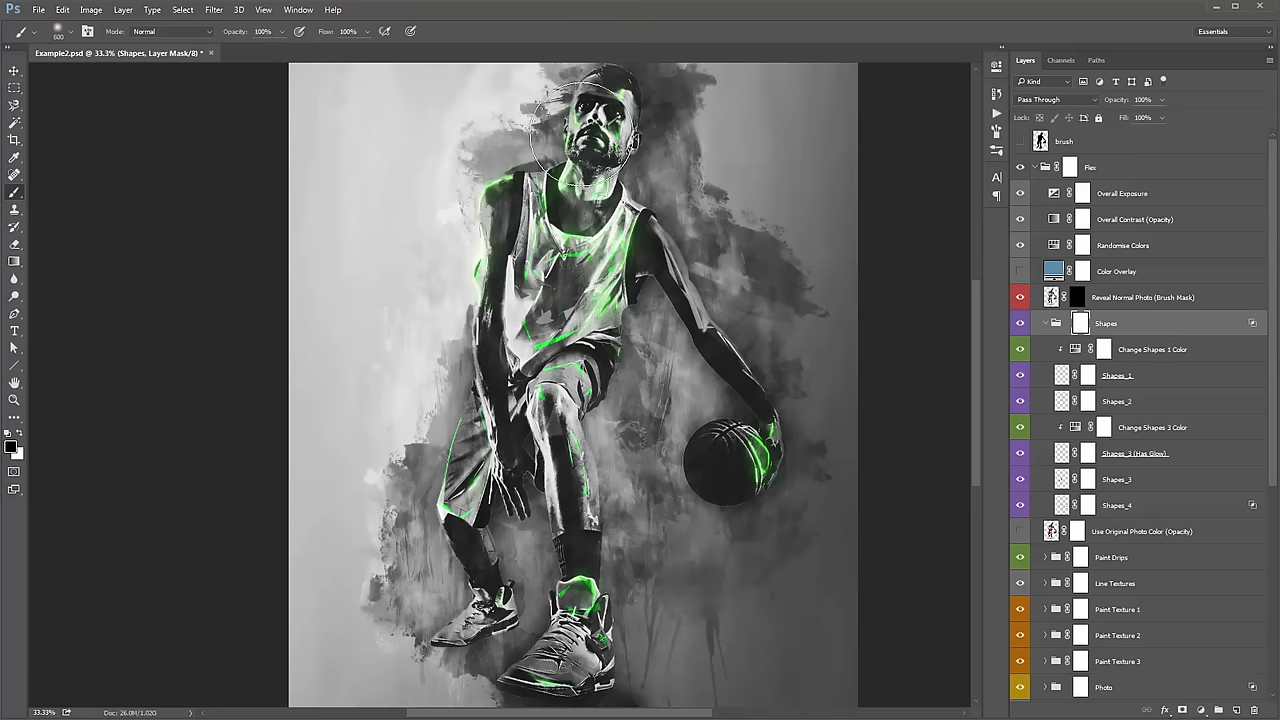 Ps File Edit Image Layer Type Select Filter 3D View Window Help
600 Mode: Normal Opacity: 100% Flow: 100% Essentials
Example2.psd @ 33.3% (Shapes, Layer Mask/8) * ×
Layers Channels Paths
Kind
Pass Through Opacity: 100%
Lock: Fill: 100%
brush
Flex
Overall Exposure
Overall Contrast (Opacity)
Randomise Colors
Color Overlay
Reveal Normal Photo (Brush Mask)
Shapes
Change Shapes 1 Color
Shapes_1
Shapes_2
Change Shapes 3 Color
Shapes_3 (Has Glow)
Shapes_3
Shapes_4
Use Original Photo Color (Opacity)
Paint Drips
Line Textures
Paint Texture 1
Paint Texture 2
Paint Texture 3
Photo
33.33% Doc: 26.0M/1.02G